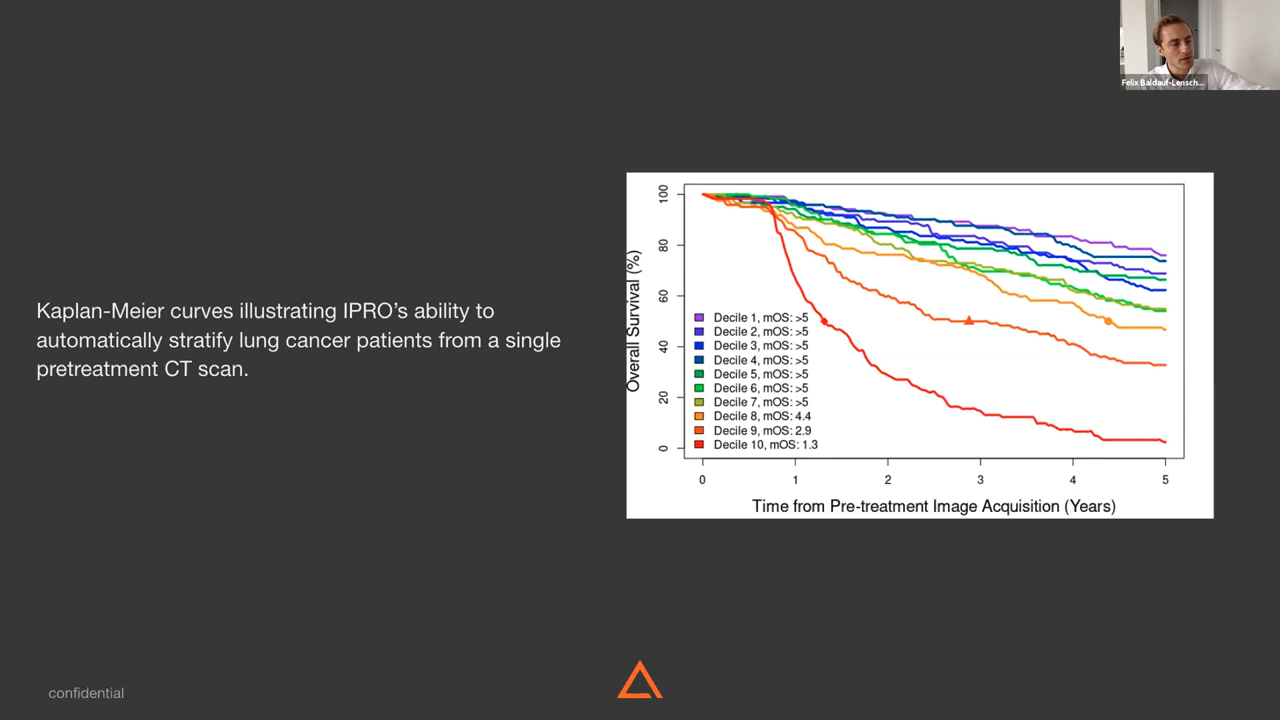 Felix Baldauf-Lensch...
Kaplan-Meier curves illustrating IPRO's ability to
automatically stratify lung cancer patients from a single
pretreatment CT scan.
Overall Survival (%)
100
80
60
40
20
0
Decile 1, mOS: >5
Decile 2, mOS: >5
Decile 3, mOS: >5
Decile 4, mOS: >5
Decile 5, mOS: >5
Decile 6, mOS: >5
Decile 7, mOS: >5
Decile 8, mOS: 4.4
Decile 9, mOS: 2.9
Decile 10, mOS: 1.3
0 1 2 3 4 5
Time from Pre-treatment Image Acquisition (Years)
confidential